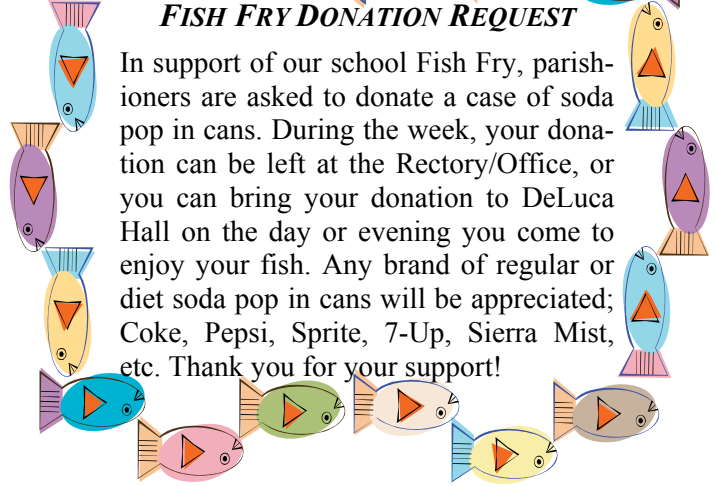 FISH FRY DONATION REQUEST
In support of our school Fish Fry, parish-
ioners are asked to donate a case of soda
pop in cans. During the week, your dona-
tion can be left at the Rectory/Office, or
you can bring your donation to DeLuca
Hall on the day or evening you come to
enjoy your fish. Any brand of regular or
diet soda pop in cans will be appreciated;
Coke, Pepsi, Sprite, 7-Up, Sierra Mist,
etc. Thank you for your support!